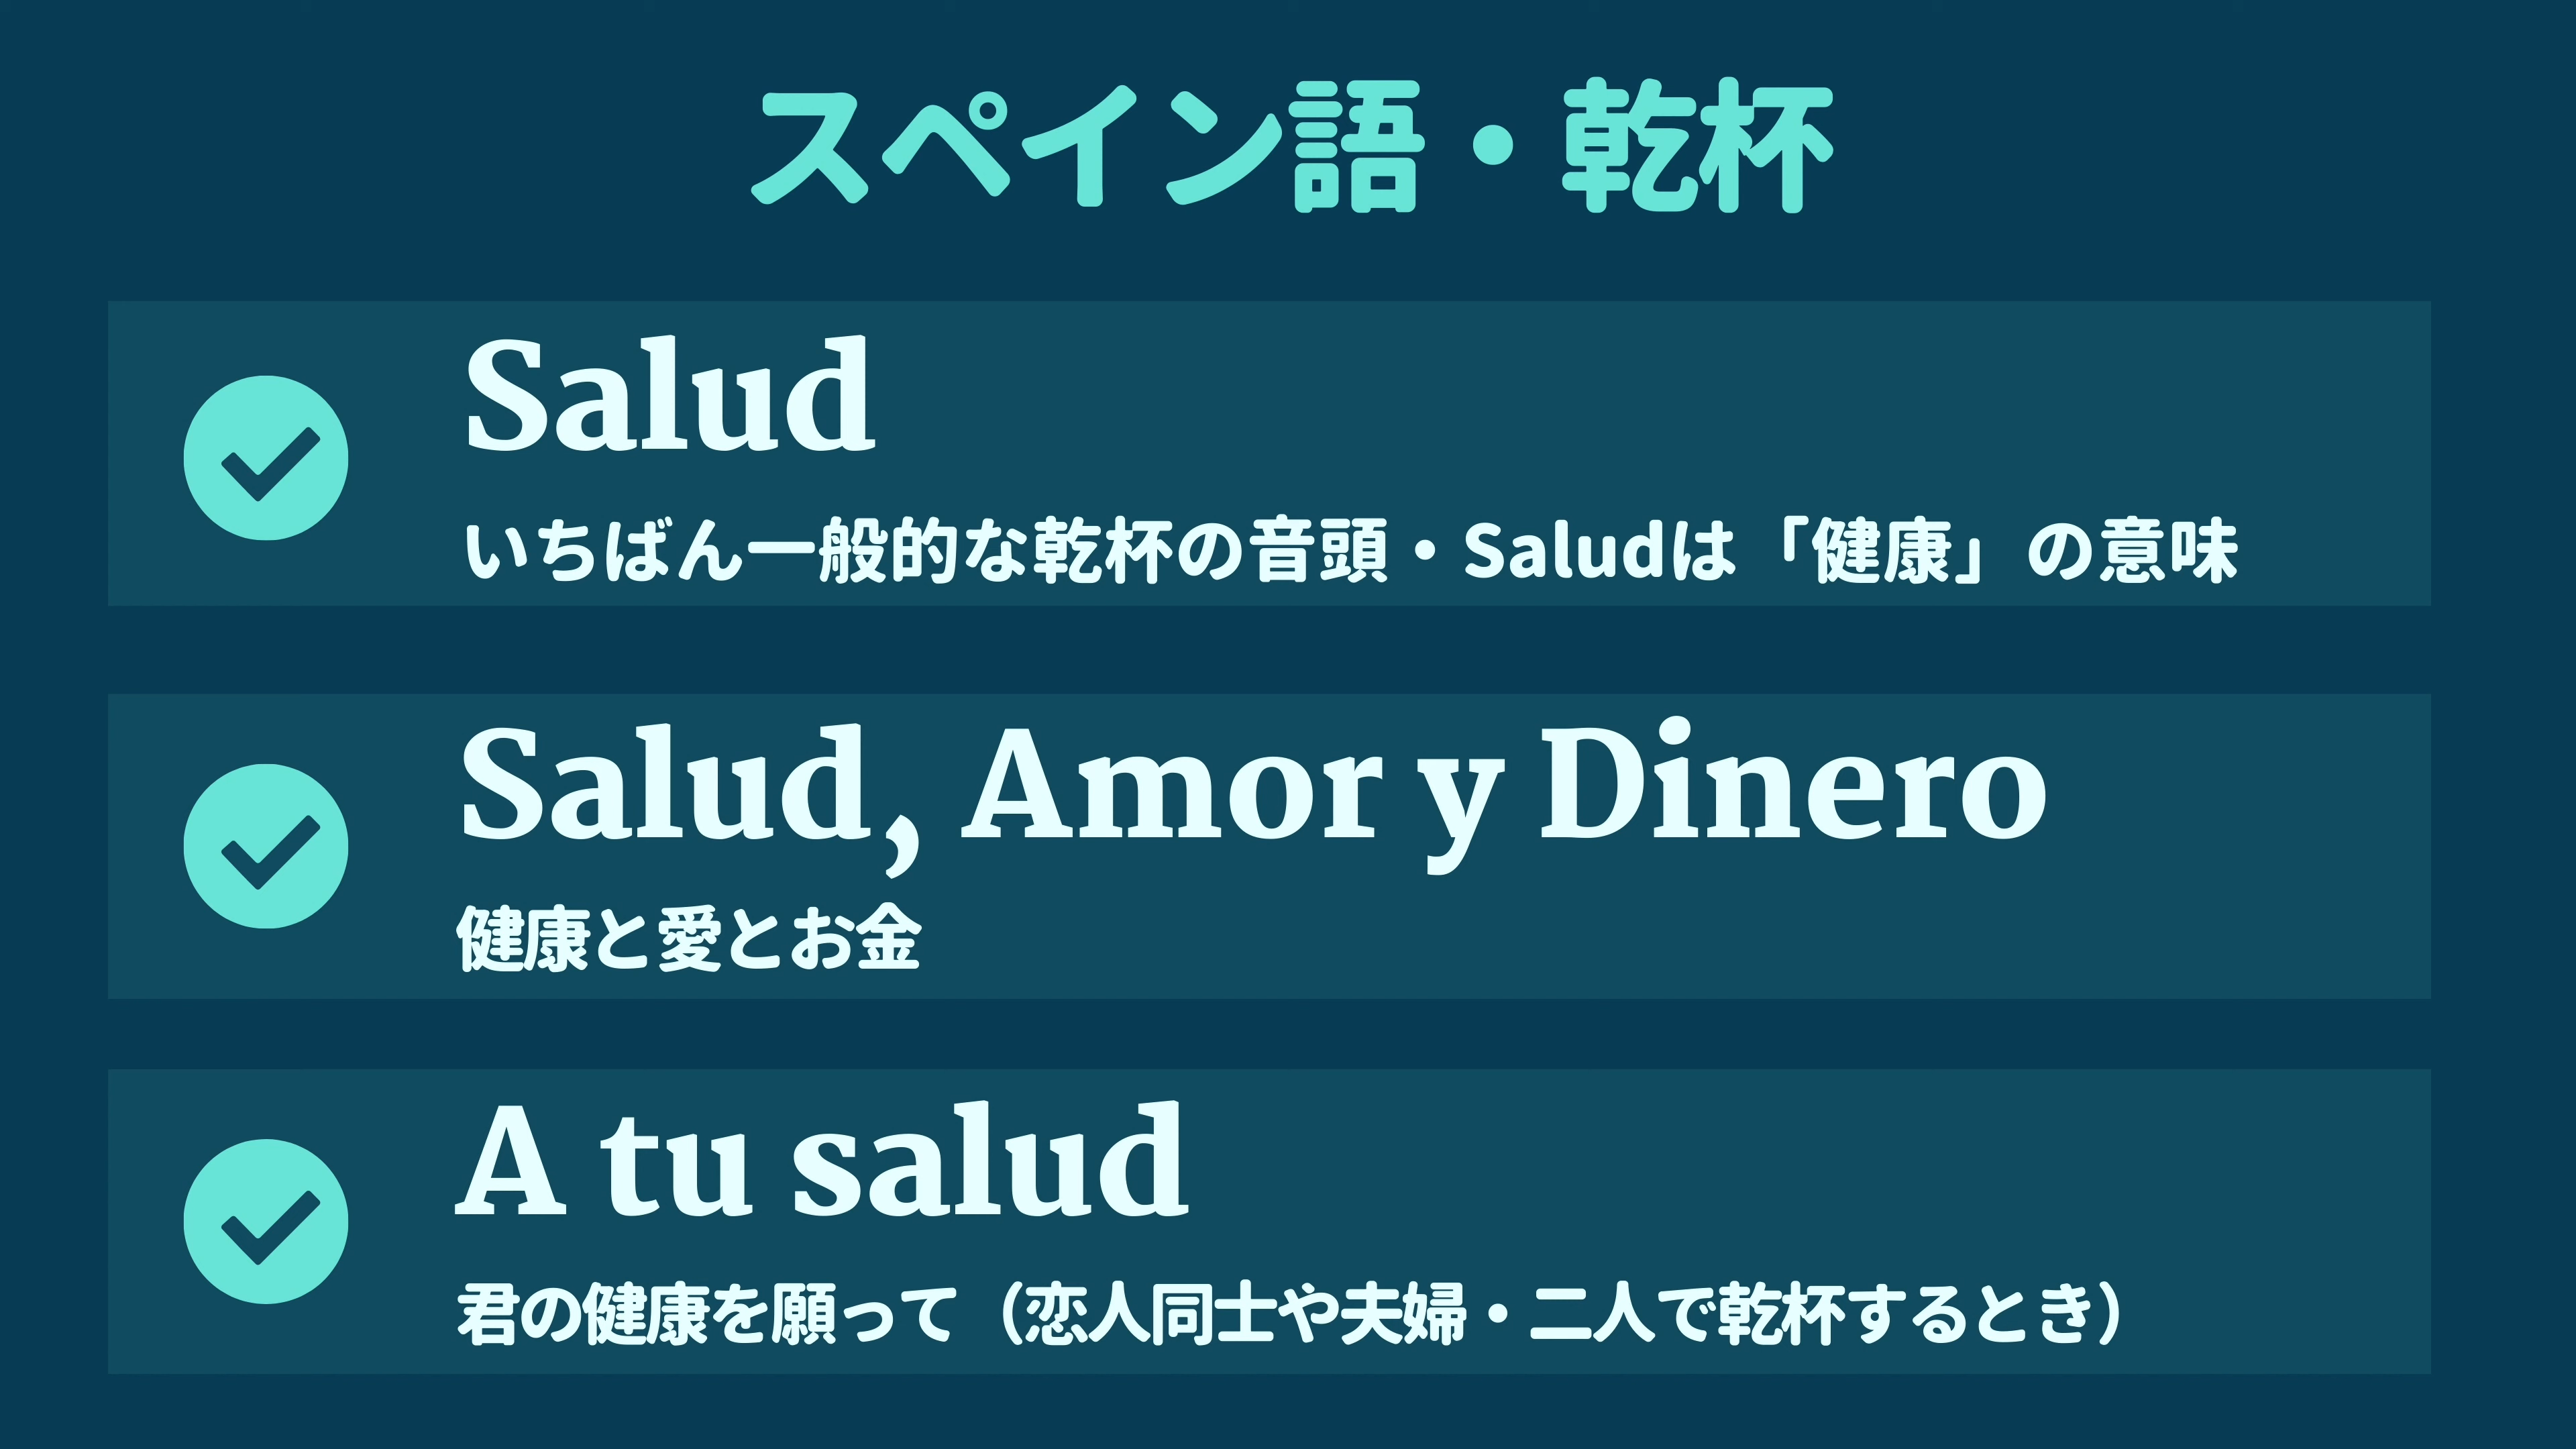 スペイン語・乾杯
Salud
いちばん一般的な乾杯の音頭・Saludは「健康」の意味
Salud, Amor y Dinero
健康と愛とお金
A tu salud
君の健康を願って（恋人同士や夫婦・二人で乾杯するとき）